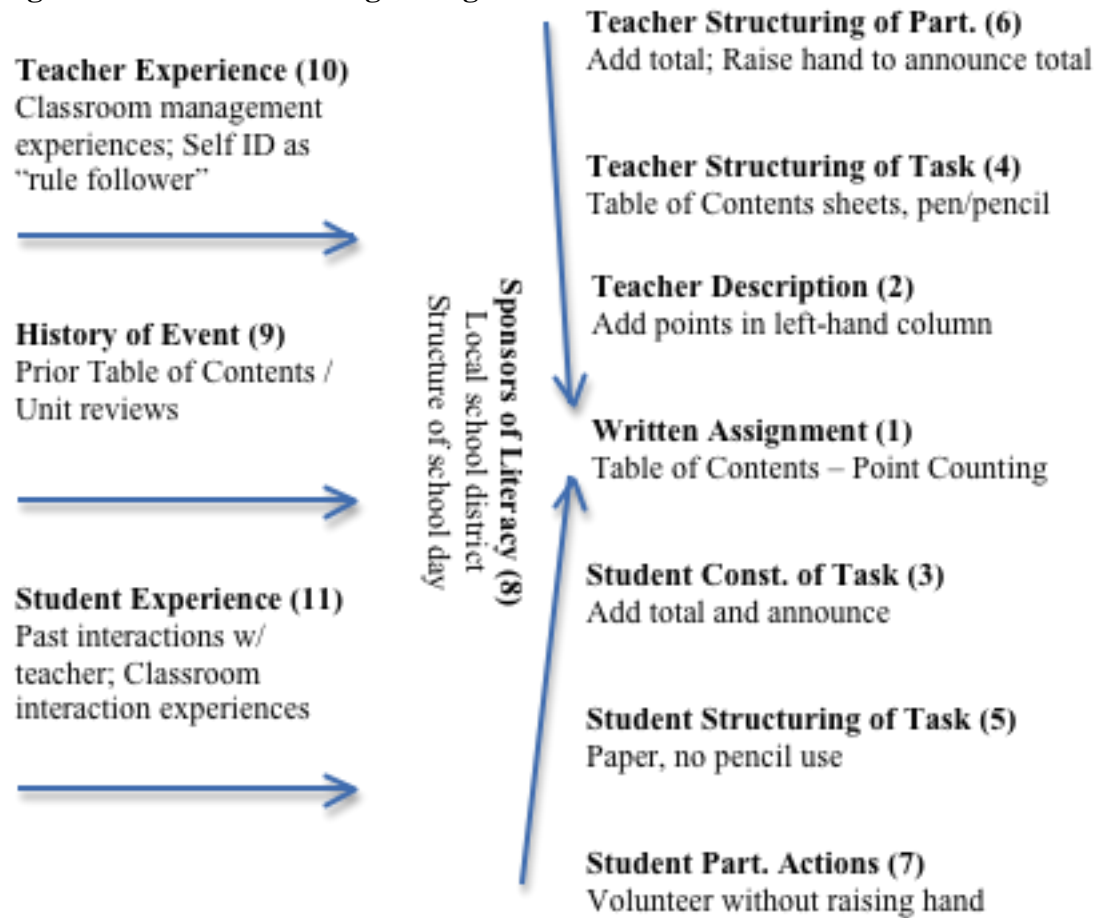 Teacher Experience (10)
Classroom management
experiences; Self ID as
“rule follower”
History of Event (9)
Prior Table of Contents /
Unit reviews
Student Experience (11)
Past interactions w/
teacher; Classroom
interaction experiences
Sponsors of Literacy (8)
Local school district
Structure of school day
Teacher Structuring of Part. (6)
Add total; Raise hand to announce total
Teacher Structuring of Task (4)
Table of Contents sheets, pen/pencil
Teacher Description (2)
Add points in left-hand column
Written Assignment (1)
Table of Contents – Point Counting
Student Const. of Task (3)
Add total and announce
Student Structuring of Task (5)
Paper, no pencil use
Student Part. Actions (7)
Volunteer without raising hand